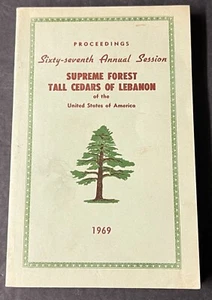 PROCEEDINGS
Sixty-seventh Annual Session
SUPREME FOREST
TALL CEDARS OF LEBANON
of the
United States of America
1969